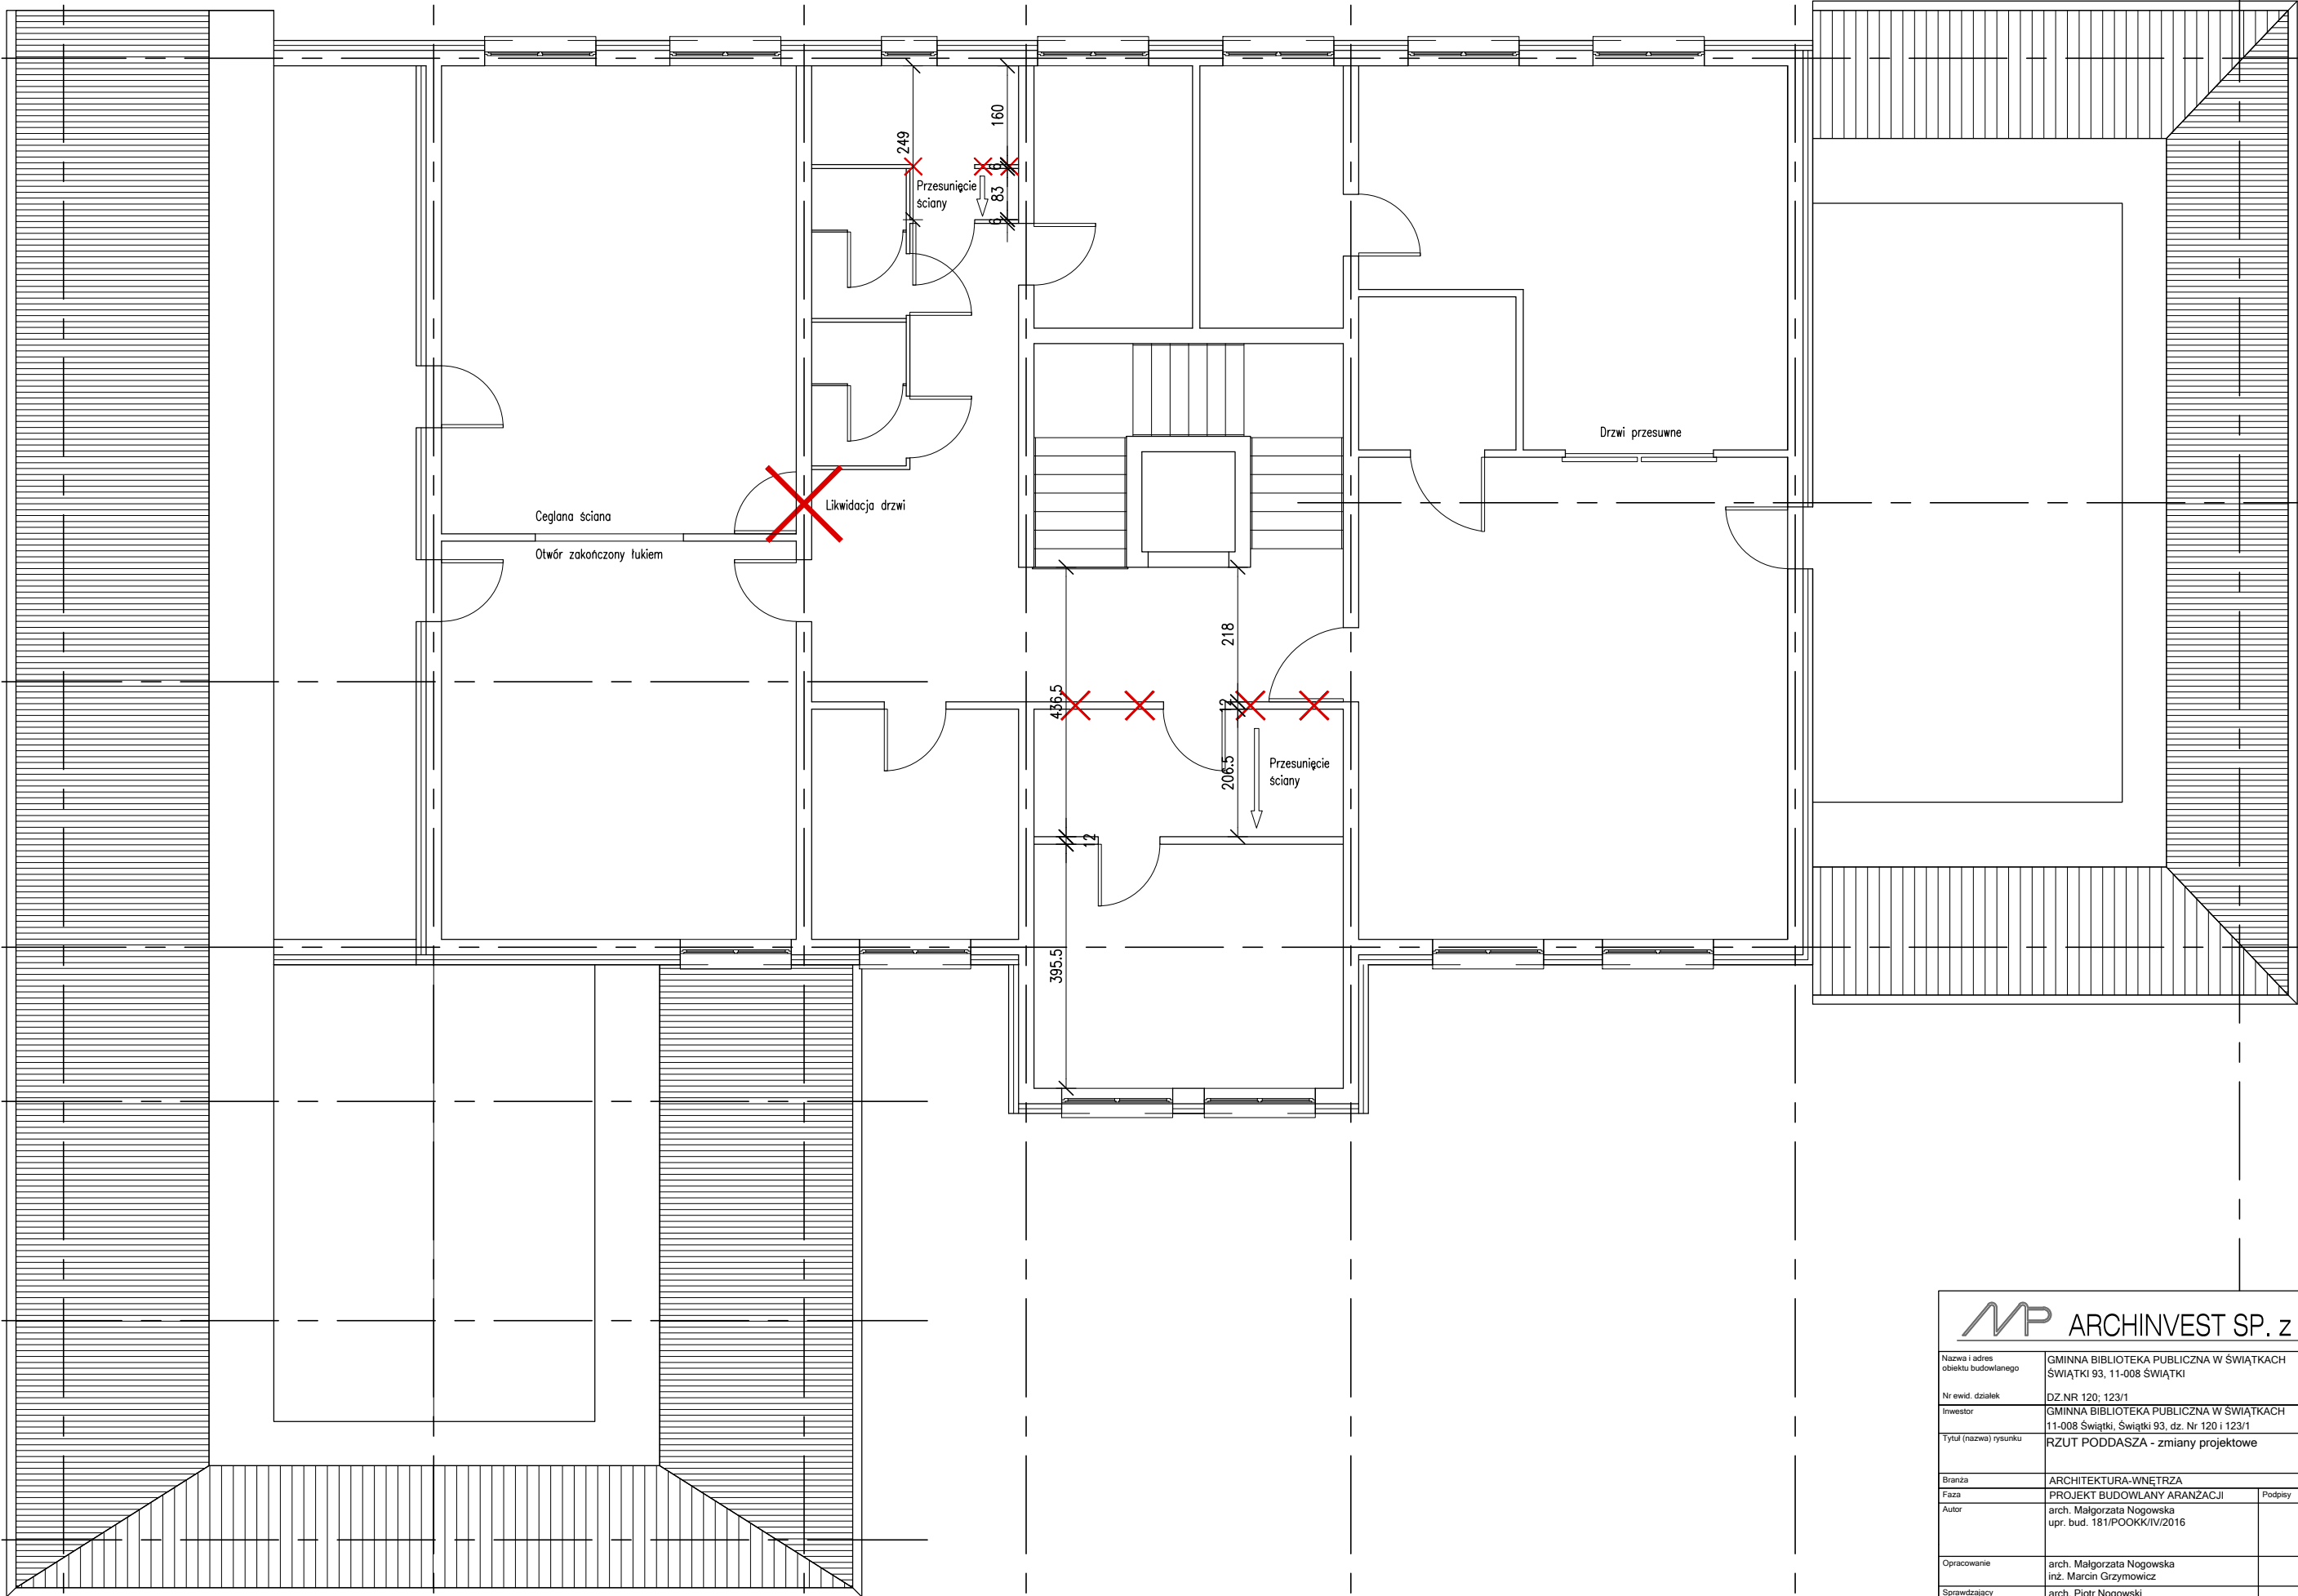 249
160
6
83
6
Przesunięcie
ściany
Drzwi przesuwne
Likwidacja drzwi
Ceglana ściana
Otwór zakończony łukiem
218
436.5
12
206.5
Przesunięcie
ściany
12
395.5
MP ARCHINVEST SP. z
Nazwa i adres
obiektu budowlanego
GMINNA BIBLIOTEKA PUBLICZNA W ŚWIĄTKACH
ŚWIĄTKI 93, 11-008 ŚWIĄTKI
Nr ewid. działek
DZ.NR 120; 123/1
Inwestor
GMINNA BIBLIOTEKA PUBLICZNA W ŚWIĄTKACH
11-008 Świątki, Świątki 93, dz. Nr 120 i 123/1
Tytuł (nazwa) rysunku
RZUT PODDASZA - zmiany projektowe
Branża
ARCHITEKTURA-WNĘTRZA
Faza
PROJEKT BUDOWLANY ARANŻACJI
Podpisy
Autor
arch. Małgorzata Nogowska
upr. bud. 181/POOKK/IV/2016
Opracowanie
arch. Małgorzata Nogowska
inż. Marcin Grzymowicz
Sprawdzający
arch. Piotr Nogowski